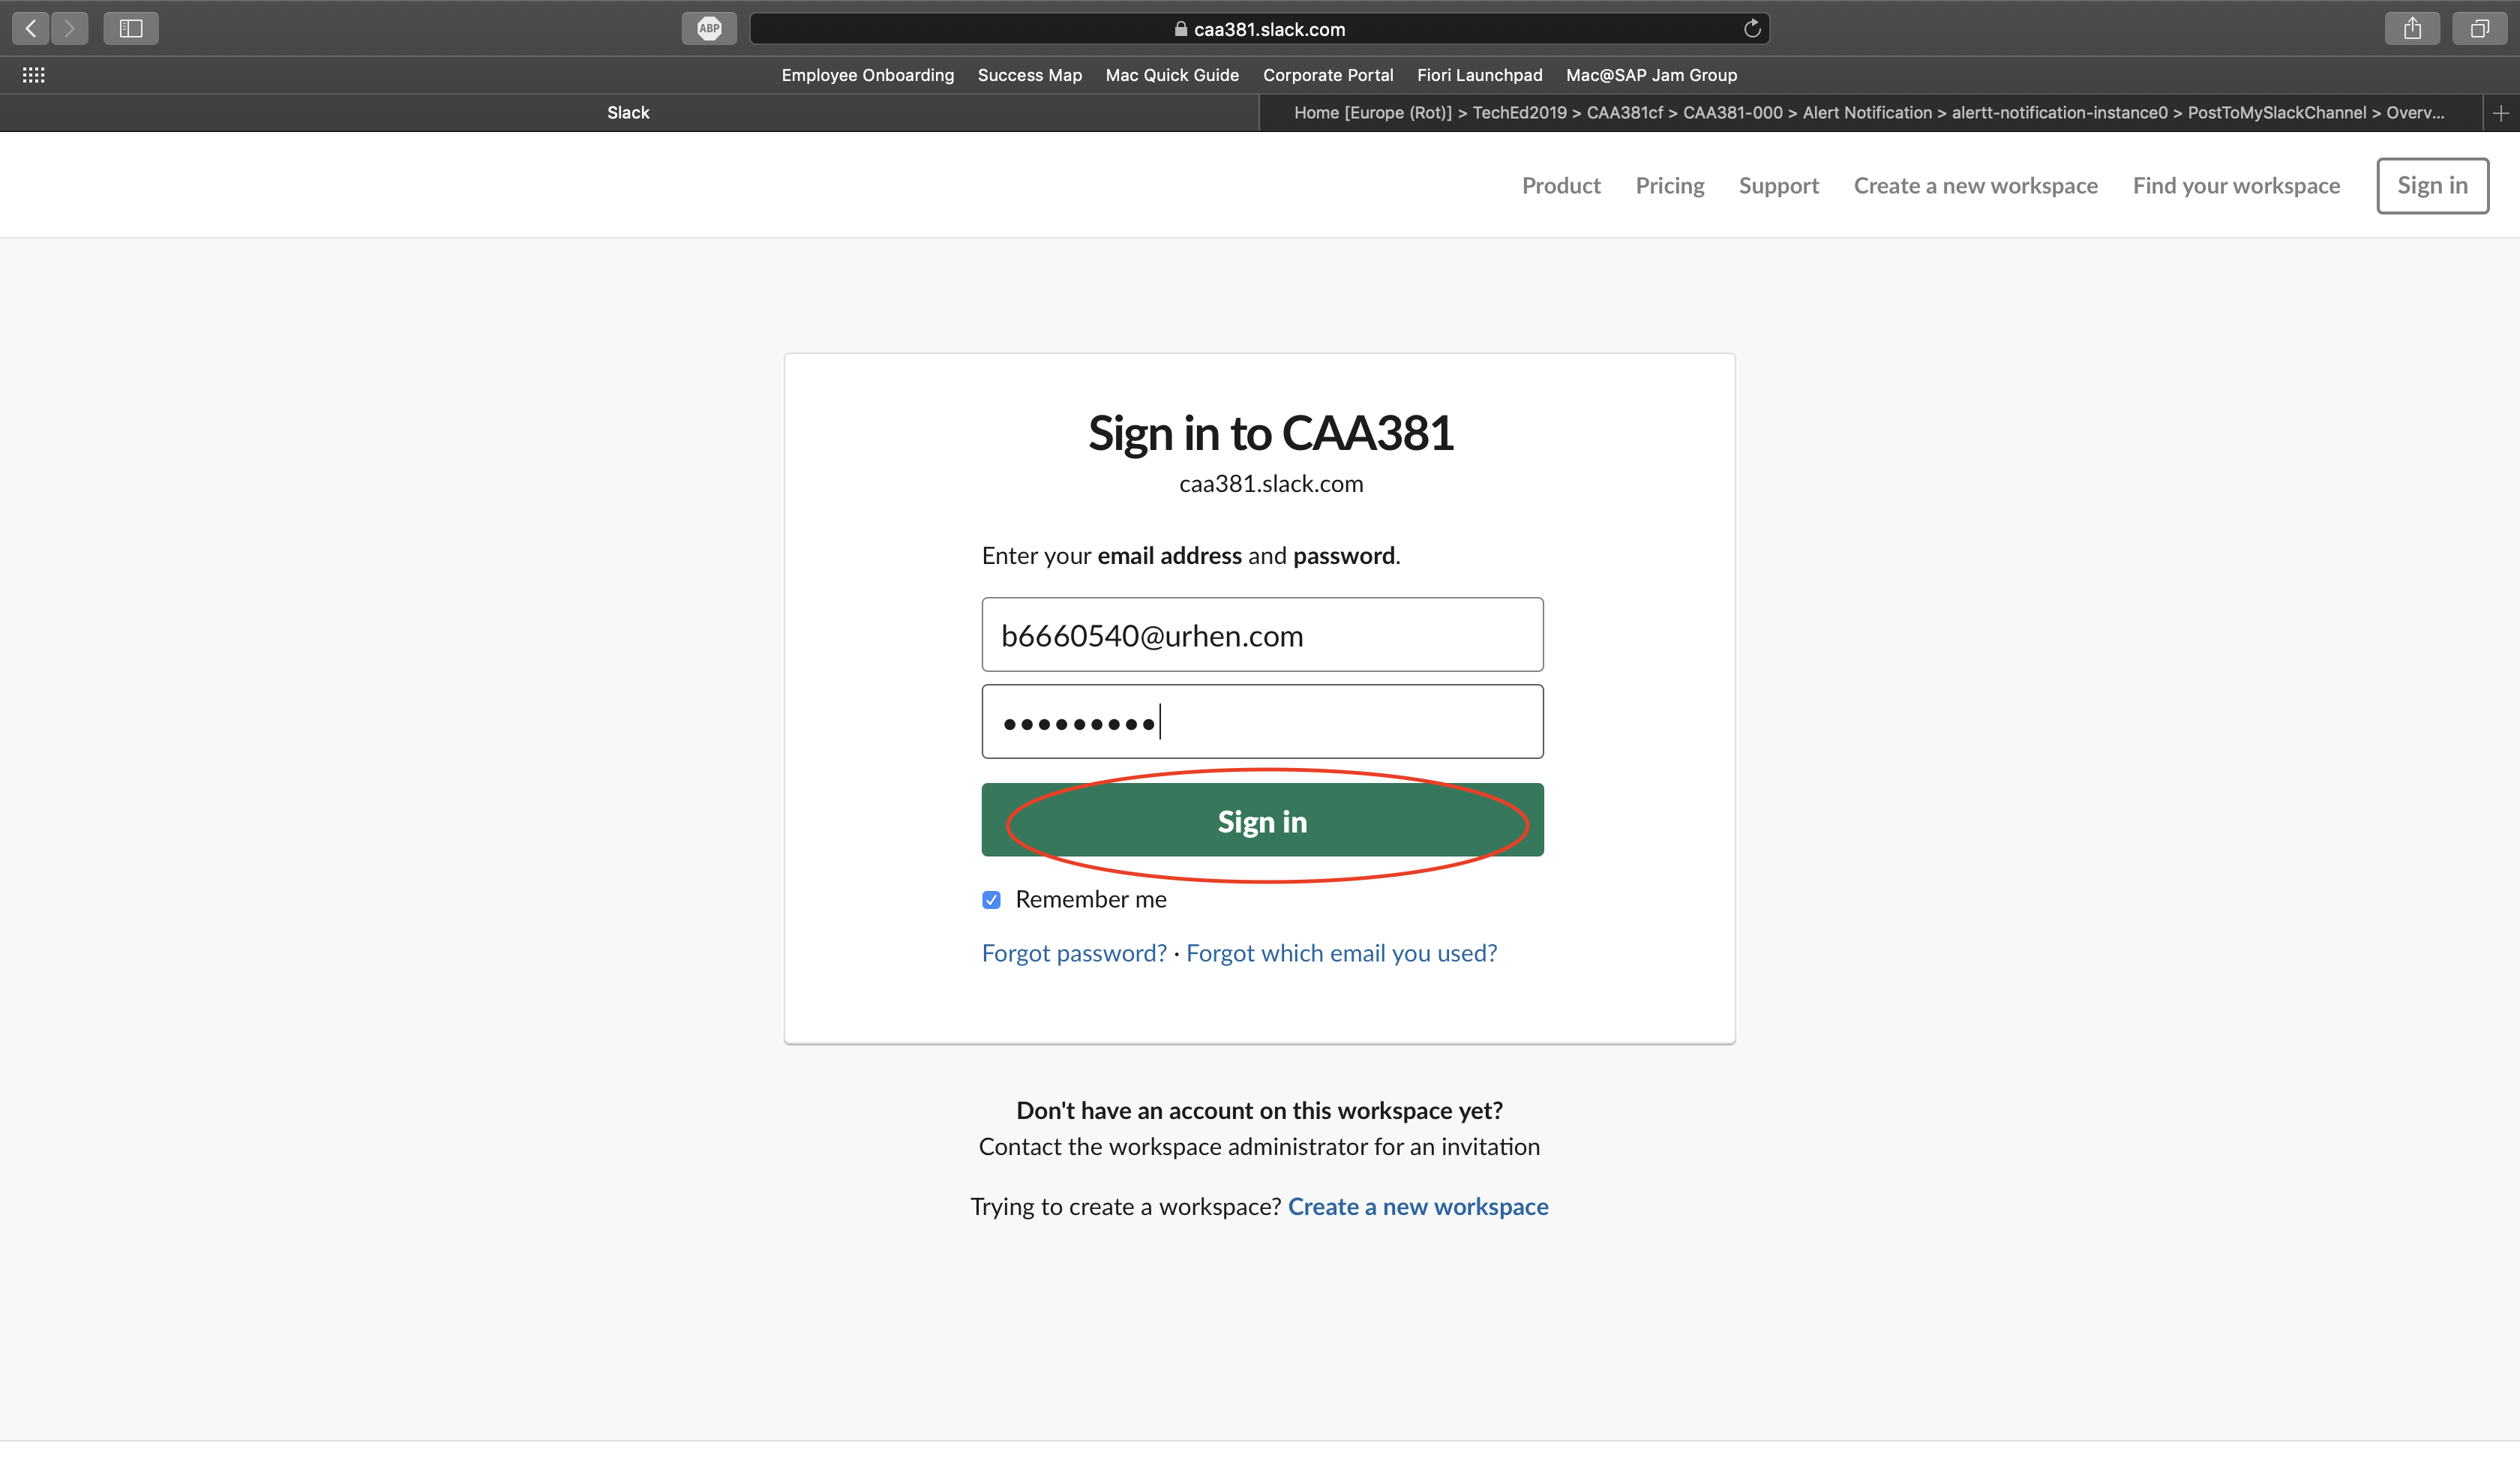 ABP
caa381.slack.com
Employee Onboarding Success Map Mac Quick Guide Corporate Portal Fiori Launchpad Mac@SAP Jam Group
Slack
Home [Europe (Rot)] > TechEd2019 > CAA381cf > CAA381-000 > Alert Notification > alertt-notification-instance0 > PostToMySlackChannel > Overv...
Product Pricing Support Create a new workspace Find your workspace Sign in
Sign in to CAA381
caa381.slack.com
Enter your email address and password.
b6660540@urhen.com
•••••••••
Sign in
Remember me
Forgot password? · Forgot which email you used?
Don't have an account on this workspace yet?
Contact the workspace administrator for an invitation
Trying to create a workspace? Create a new workspace